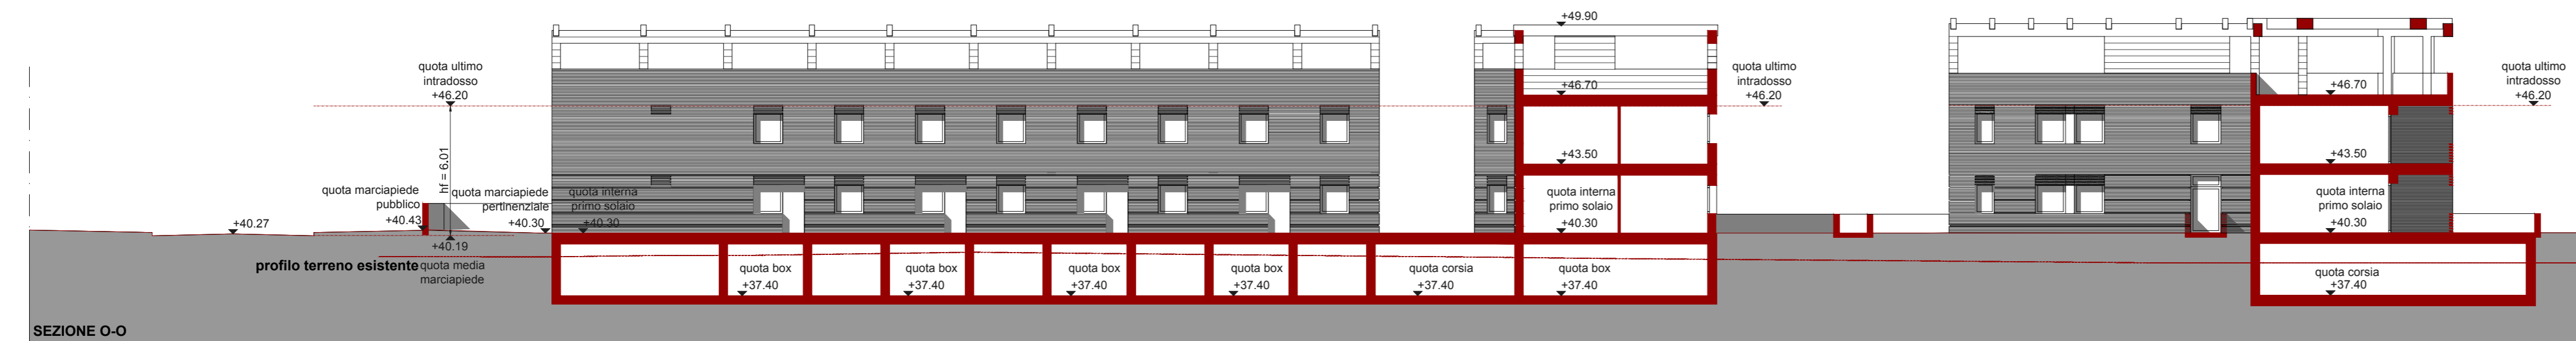 +49.90
quota ultimo
intradosso
+46.20
quota ultimo
intradosso
+46.20
quota ultimo
intradosso
+46.20
+46.70
+46.70
hf = 6.01
+43.50
+43.50
quota marciapiede
pubblico
+40.43
quota marciapiede
pertinenziale
+40.30
quota interna
primo solaio
+40.30
quota interna
primo solaio
+40.30
quota interna
primo solaio
+40.30
+40.27
+40.19
profilo terreno esistente
quota media
marciapiede
quota box
+37.40
quota box
+37.40
quota box
+37.40
quota box
+37.40
quota corsia
+37.40
quota box
+37.40
quota corsia
+37.40
SEZIONE O-O